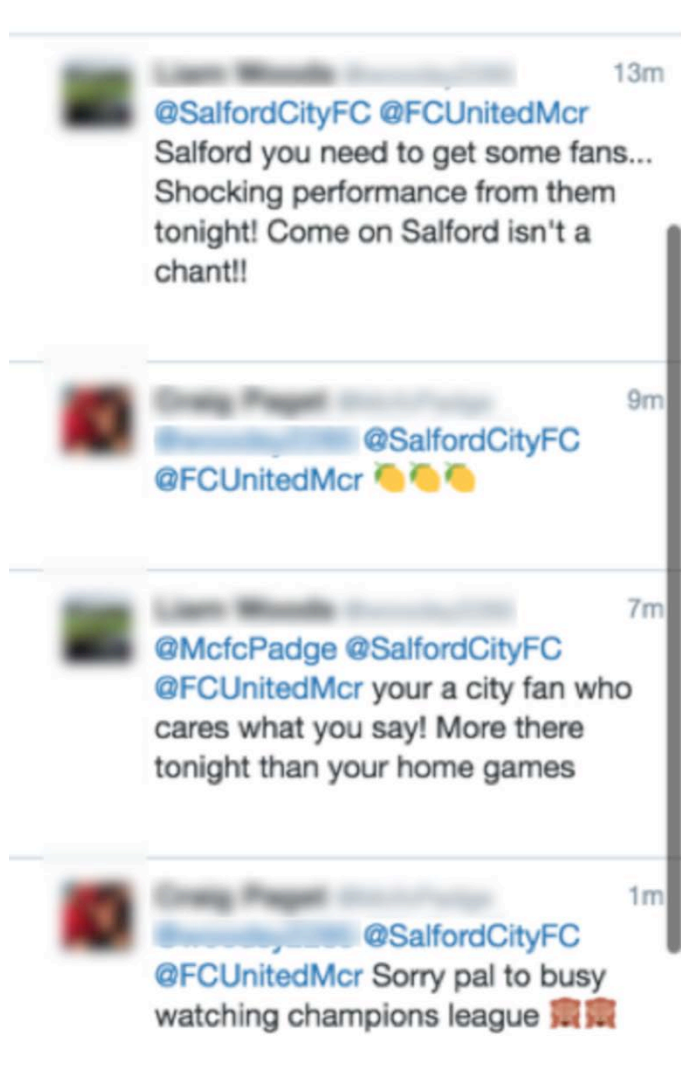 13m
@SalfordCityFC @FCUnitedMcr
Salford you need to get some fans...
Shocking performance from them
tonight! Come on Salford isn't a
chant!!
9m
@SalfordCityFC
@FCUnitedMcr 🍋🍋🍋
7m
@McfcPadge @SalfordCityFC
@FCUnitedMcr your a city fan who
cares what you say! More there
tonight than your home games
1m
@SalfordCityFC
@FCUnitedMcr Sorry pal to busy
watching champions league 🙈🙈